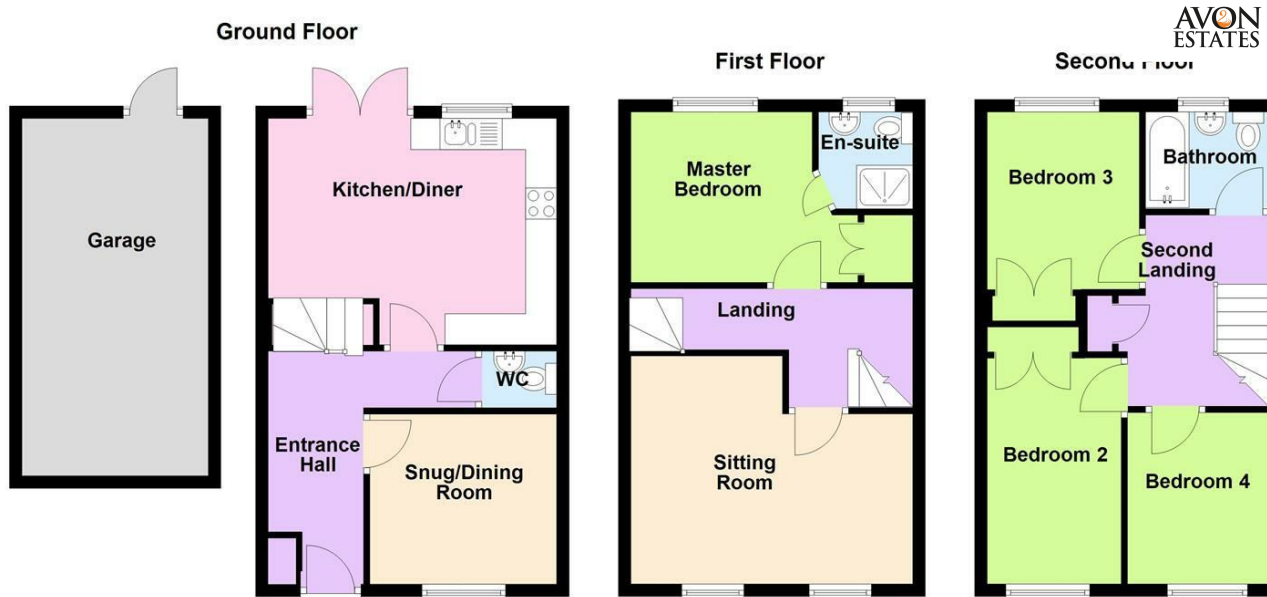 AVON
ESTATES
Ground Floor
First Floor
Second Floor
Garage
Kitchen/Diner
WC
Entrance
Hall
Snug/Dining
Room
Master
Bedroom
En-suite
Landing
Sitting
Room
Bedroom 3
Bathroom
Second
Landing
Bedroom 2
Bedroom 4